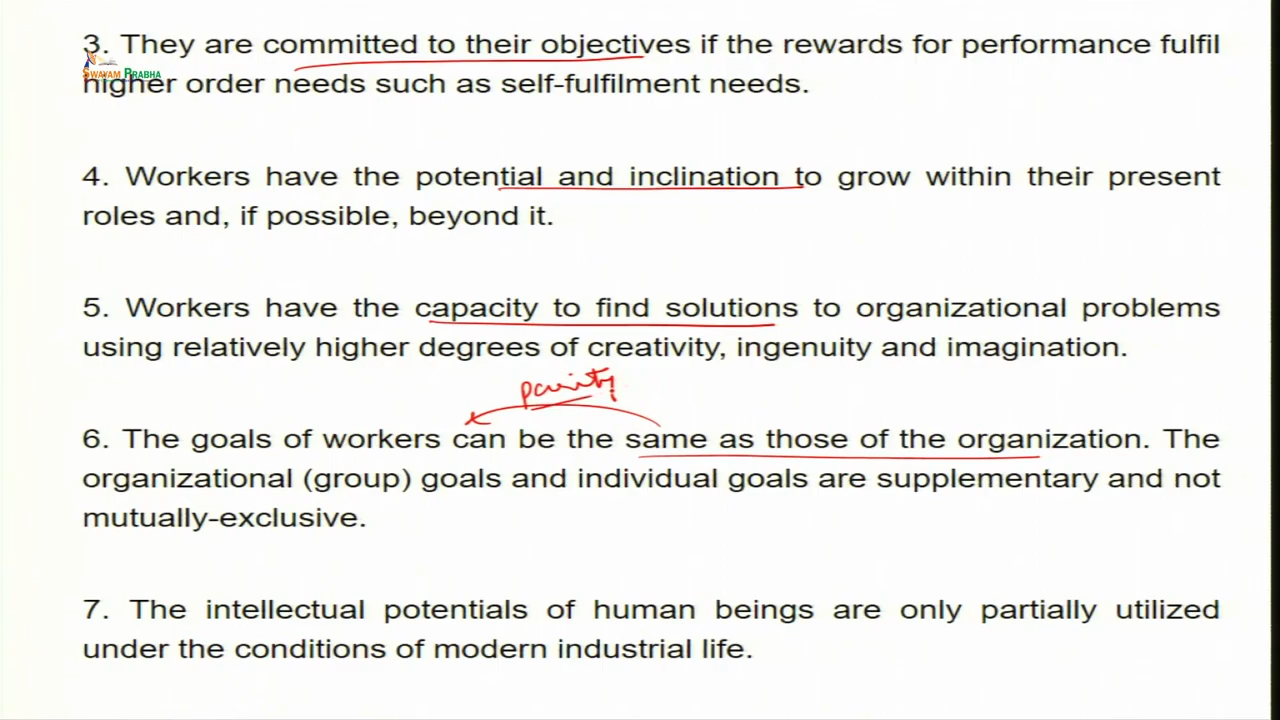 3. They are committed to their objectives if the rewards for performance fulfil
SWAYAM PRABHA
higher order needs such as self-fulfilment needs.
4. Workers have the potential and inclination to grow within their present
roles and, if possible, beyond it.
5. Workers have the capacity to find solutions to organizational problems
using relatively higher degrees of creativity, ingenuity and imagination.
parity
6. The goals of workers can be the same as those of the organization. The
organizational (group) goals and individual goals are supplementary and not
mutually-exclusive.
7. The intellectual potentials of human beings are only partially utilized
under the conditions of modern industrial life.